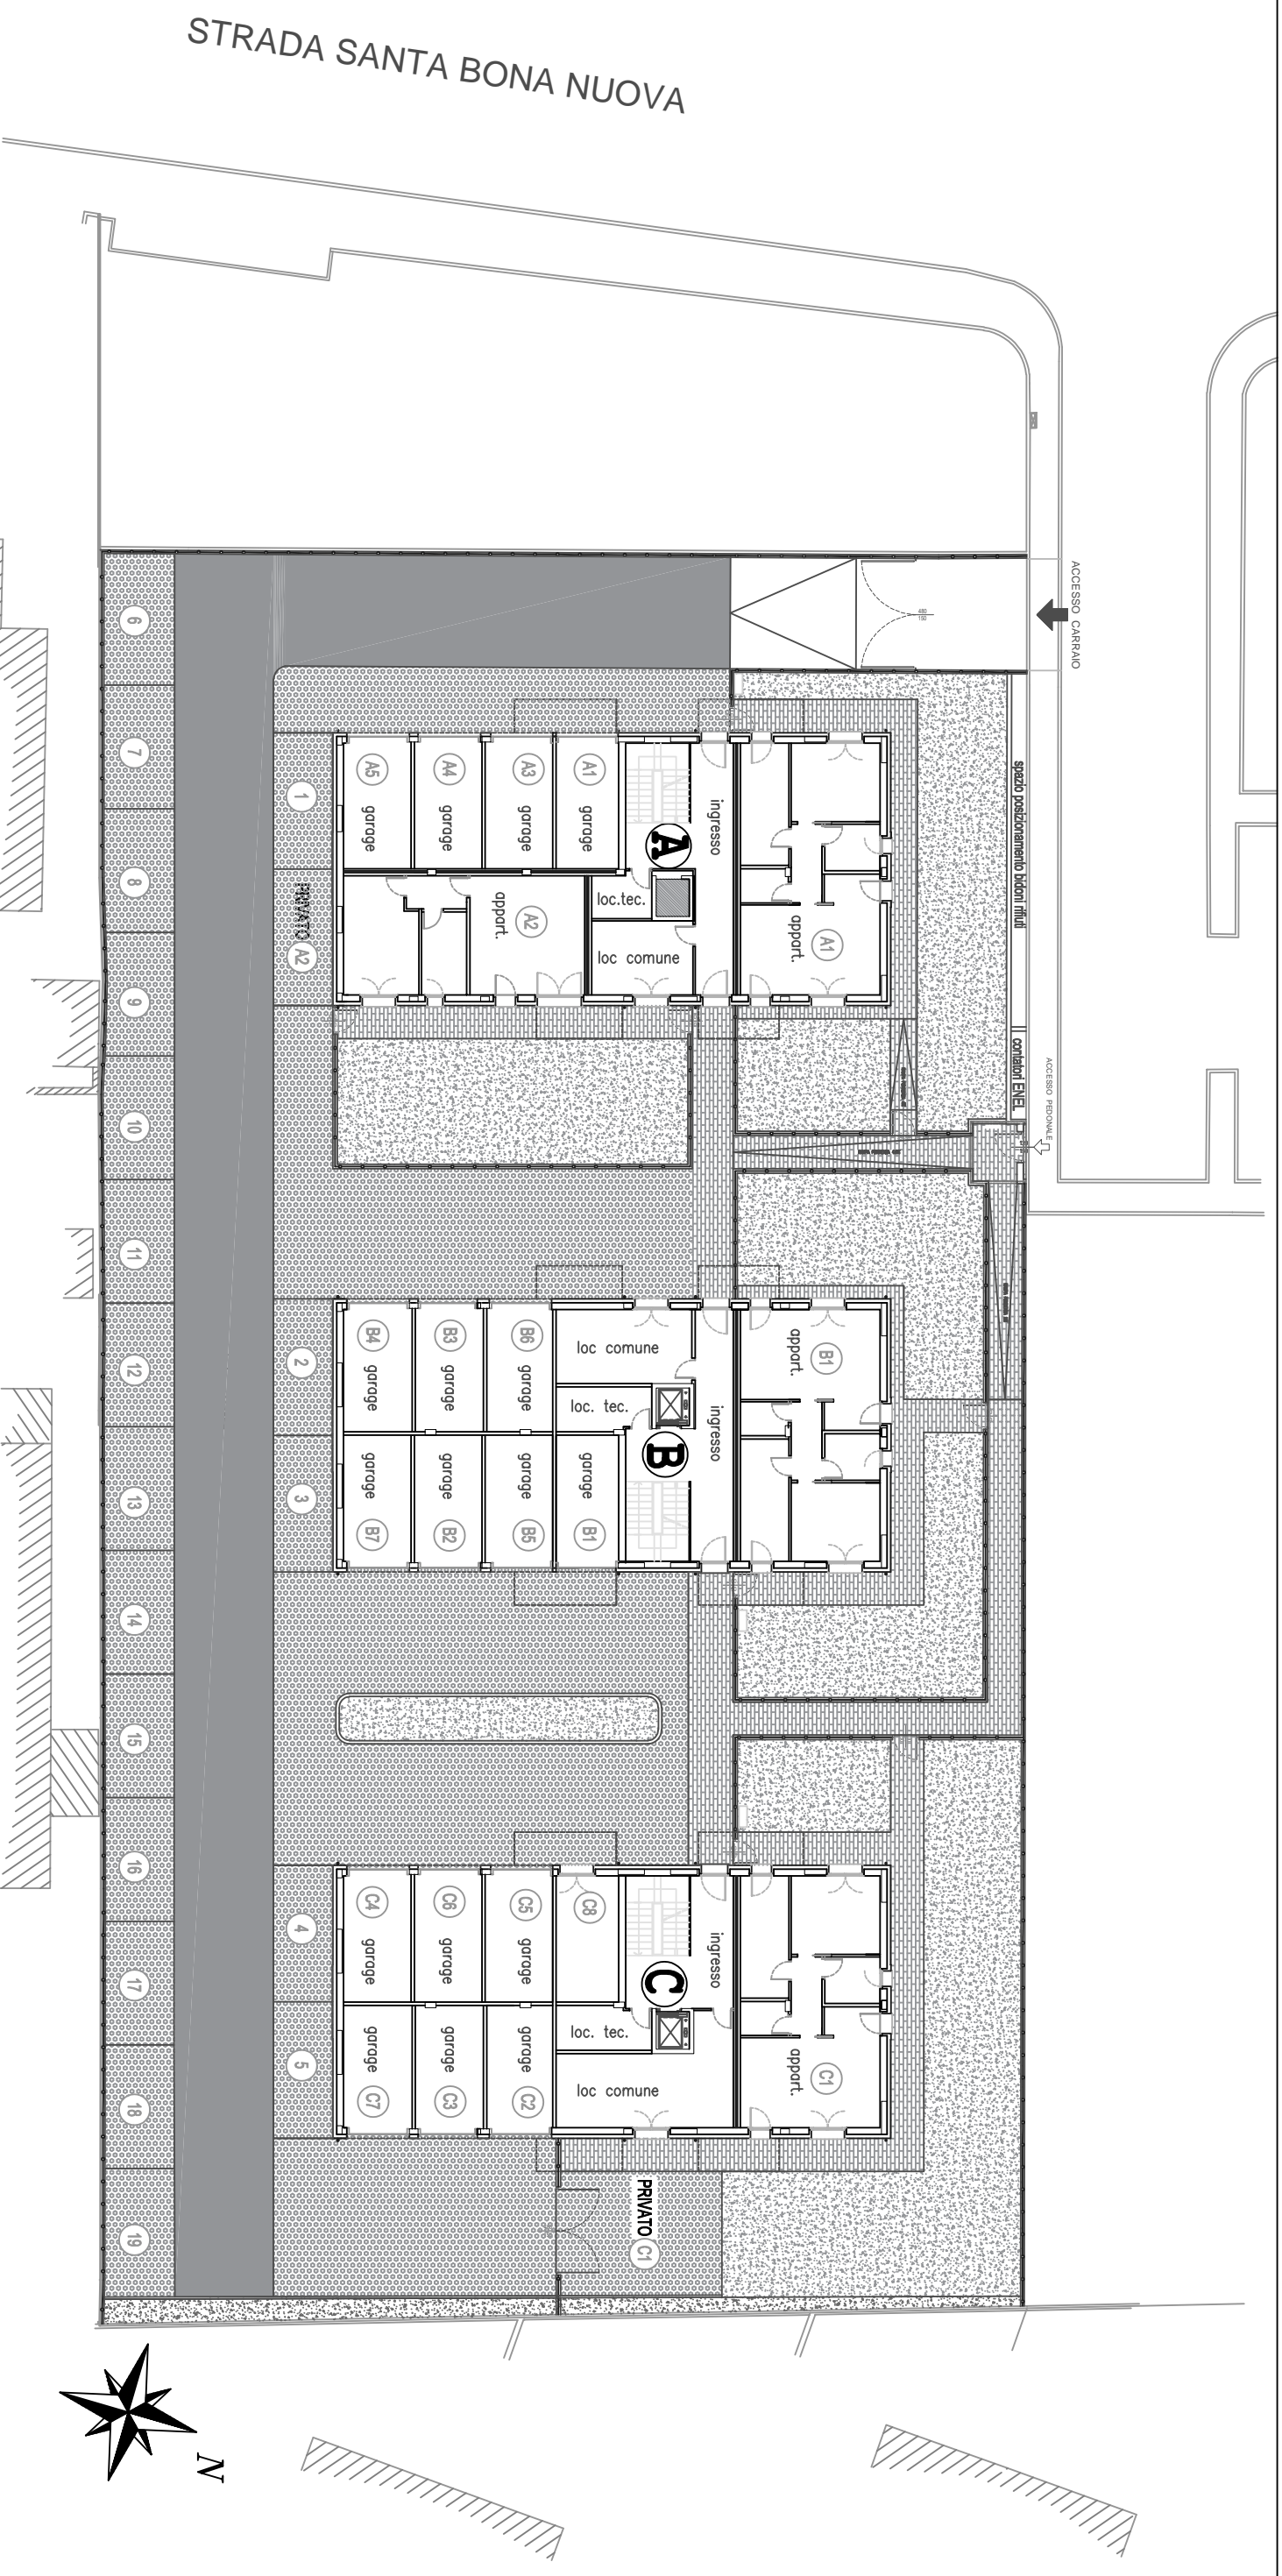 STRADA SANTA BONA NUOVA
ACCESSO CARRAIO
spazio posizionamento bidoni rifiuti
contatori ENEL
ACCESSO PEDONALE
6
7
8
9
10
11
12
13
14
15
16
17
18
19
1
PRIVATO A2
2
3
4
5
A5 garage
A4 garage
A3 garage
A1 garage
A
ingresso
loc.tec.
loc comune
A2
appart.
A1
appart.
B4 garage
B3 garage
B6 garage
loc comune
loc. tec.
ingresso
B
B1
appart.
garage B7
garage B2
garage B5
garage B1
C4 garage
C6 garage
C5 garage
C8
ingresso
C
loc. tec.
loc comune
garage C7
garage C3
garage C2
C1
appart.
PRIVATO C1
N